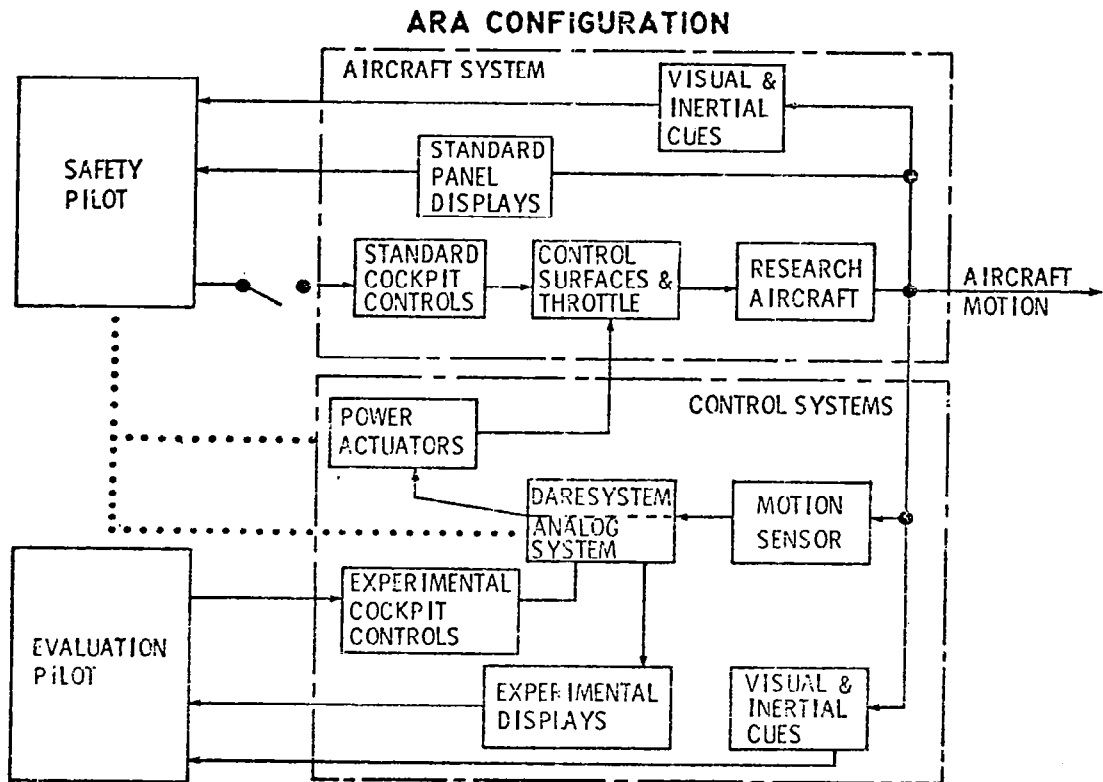 ARA CONFiGURATION
AIRCRAFT SYSTEM
VISUAL &
INERTIAL
CUES
SAFETY
PILOT
STANDARD
PANEL
DISPLAYS
STANDARD
COCKPIT
CONTROLS
CONTROL
SURFACES &
THROTTLE
RESEARCH
AIRCRAFT
AIRCRAFT
MOTION
CONTROL SYSTEMS
POWER
ACTUATORS
DARESYSTEM
ANALOG
SYSTEM
MOTION
SENSOR
EXPERIMENTAL
COCKPIT
CONTROLS
EVALUATION
PILOT
EXPERIMENTAL
DISPLAYS
VISUAL &
INERTIAL
CUES